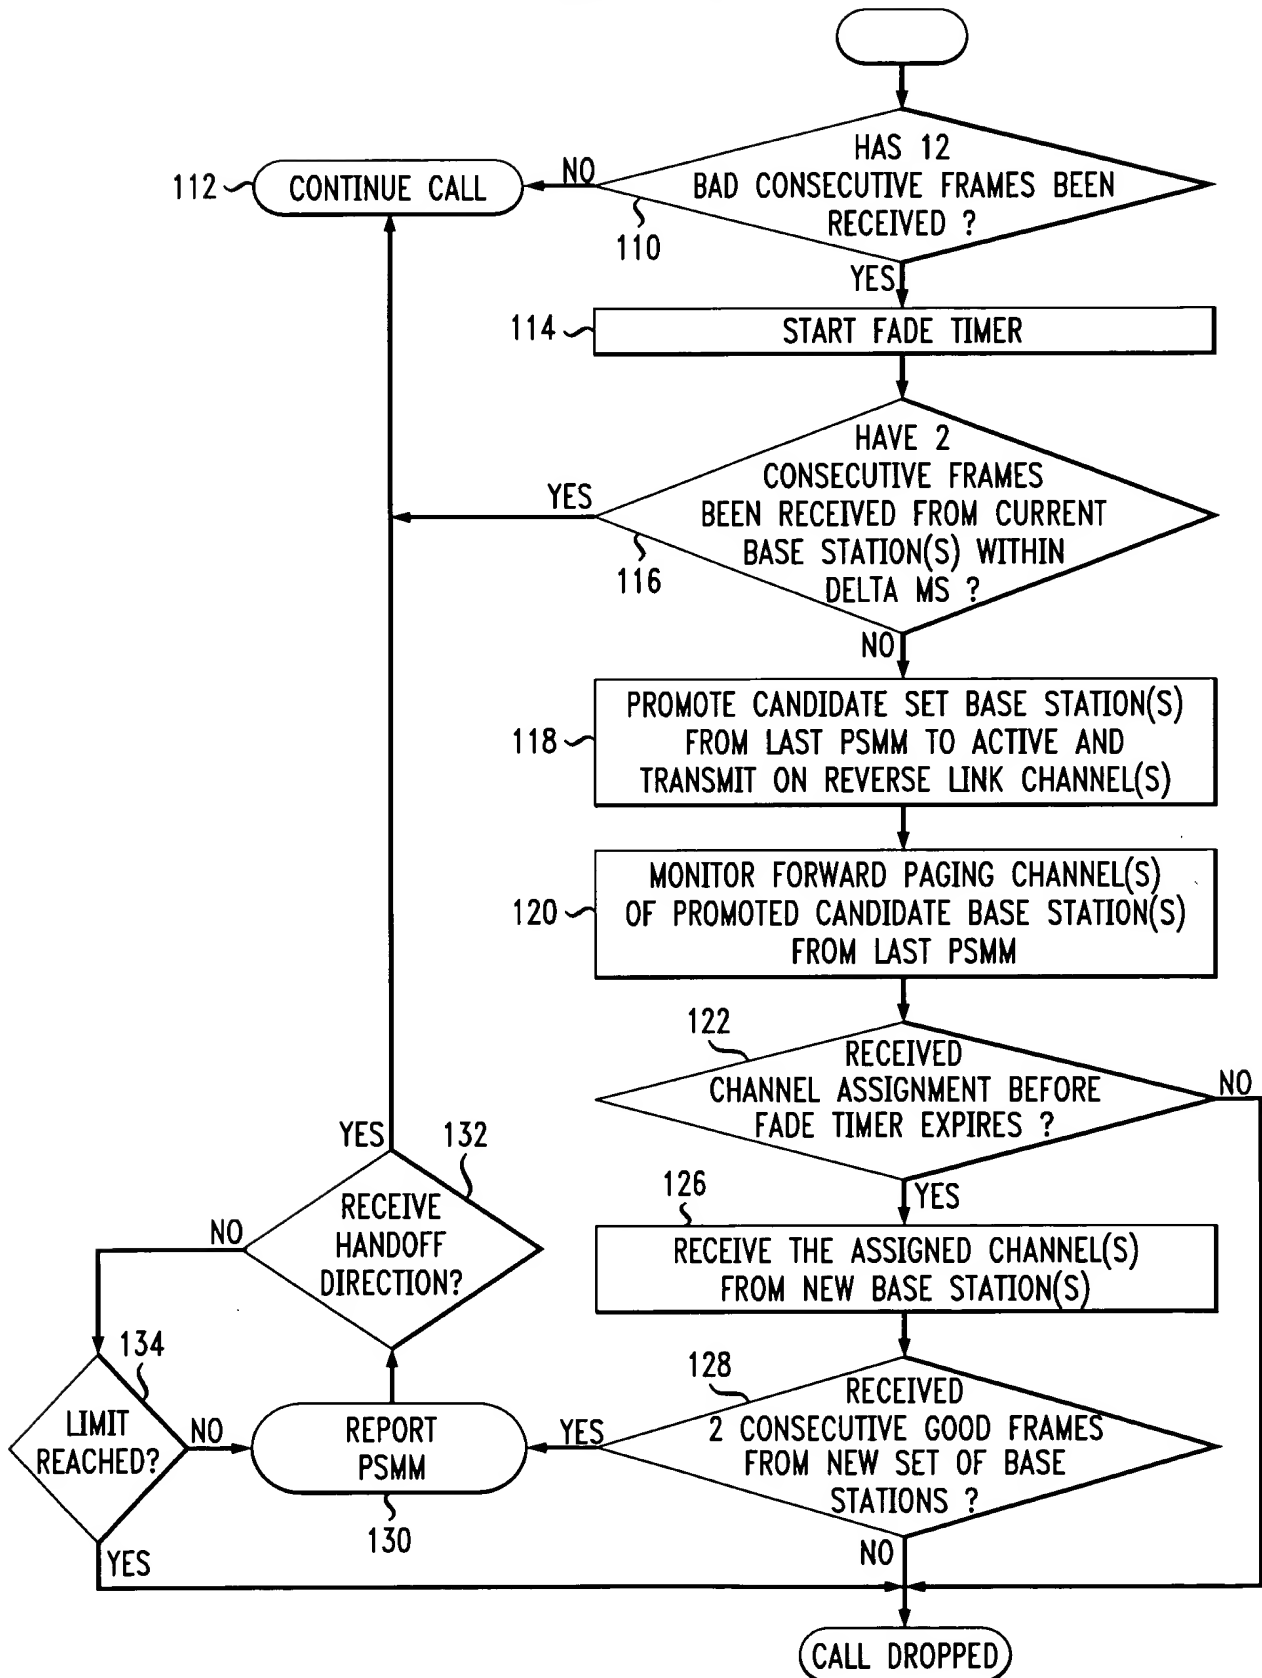 HAS 12
BAD CONSECUTIVE FRAMES BEEN
RECEIVED ?
110
NO
CONTINUE CALL
112
YES
START FADE TIMER
114
HAVE 2
CONSECUTIVE FRAMES
BEEN RECEIVED FROM CURRENT
BASE STATION(S) WITHIN
DELTA MS ?
116
YES
NO
PROMOTE CANDIDATE SET BASE STATION(S)
FROM LAST PSMM TO ACTIVE AND
TRANSMIT ON REVERSE LINK CHANNEL(S)
118
MONITOR FORWARD PAGING CHANNEL(S)
OF PROMOTED CANDIDATE BASE STATION(S)
FROM LAST PSMM
120
122
RECEIVED
CHANNEL ASSIGNMENT BEFORE
FADE TIMER EXPIRES ?
NO
YES
126
RECEIVE THE ASSIGNED CHANNEL(S)
FROM NEW BASE STATION(S)
128
RECEIVED
2 CONSECUTIVE GOOD FRAMES
FROM NEW SET OF BASE
STATIONS ?
YES
NO
REPORT
PSMM
130
YES
132
RECEIVE
HANDOFF
DIRECTION?
NO
134
LIMIT
REACHED?
NO
YES
CALL DROPPED